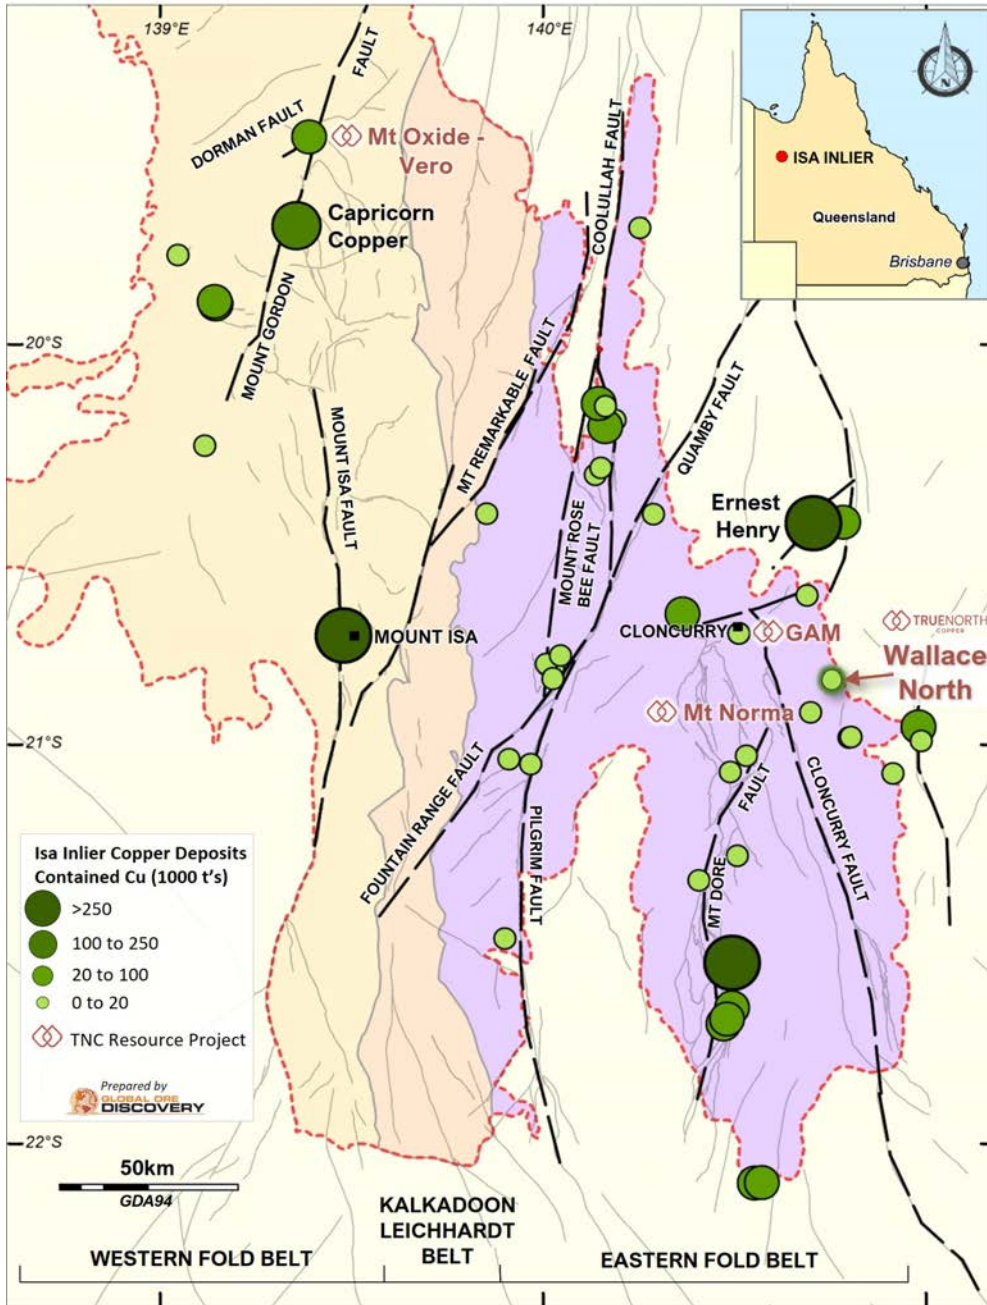 139°E
140°E
FAULT
DORMAN FAULT
Mt Oxide -
Vero
Capricorn
Copper
MOUNT GORDON
COOLULLAH FAULT
N
ISA INLIER
Queensland
Brisbane
20°S
MOUNT ISA FAULT
MT REMARKABLE FAULT
QUAMBY FAULT
Ernest
Henry
MOUNT ROSE
BEE FAULT
MOUNT ISA
CLONCURRY
GAM
TRUENORTH
COPPER
Wallace
North
Mt Norma
21°S
FOUNTAIN RANGE FAULT
PILGRIM FAULT
MT DORE
FAULT
CLONCURRY FAULT
Isa Inlier Copper Deposits
Contained Cu (1000 t's)
>250
100 to 250
20 to 100
0 to 20
TNC Resource Project
Prepared by
GLOBAL ORE
DISCOVERY
22°S
50km
GDA94
WESTERN FOLD BELT
KALKADOON
LEICHHARDT
BELT
EASTERN FOLD BELT